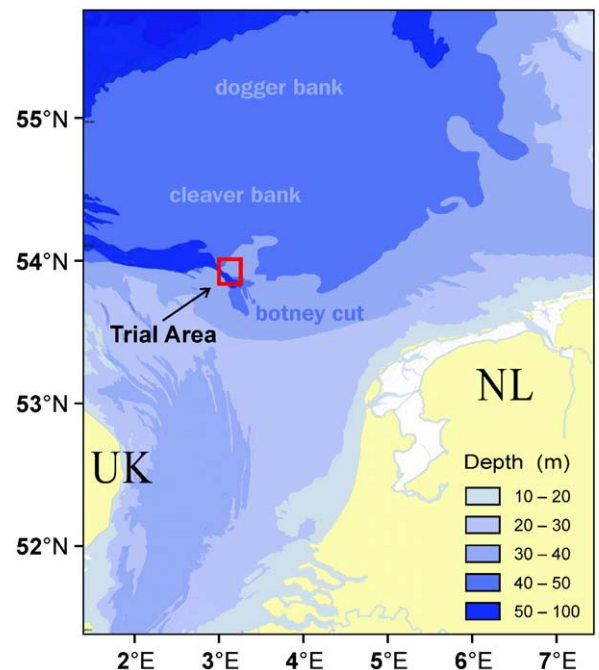 55°N
54°N
53°N
52°N
dogger bank
cleaver bank
botney cut
Trial Area
UK
NL
Depth (m)
10 – 20
20 – 30
30 – 40
40 – 50
50 – 100
2°E
3°E
4°E
5°E
6°E
7°E